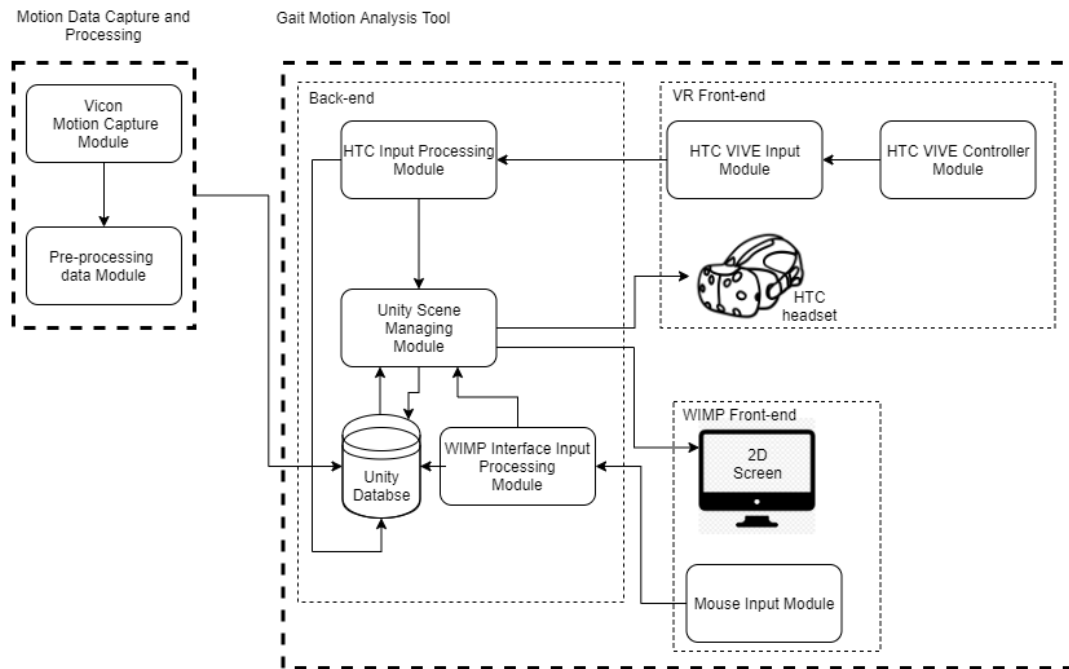 Motion Data Capture and
Processing
Gait Motion Analysis Tool
Vicon
Motion Capture
Module
Pre-processing
data Module
Back-end
HTC Input Processing
Module
Unity Scene
Managing
Module
Unity
Databse
WIMP Interface Input
Processing
Module
VR Front-end
HTC VIVE Input
Module
HTC VIVE Controller
Module
HTC
headset
WIMP Front-end
2D
Screen
Mouse Input Module